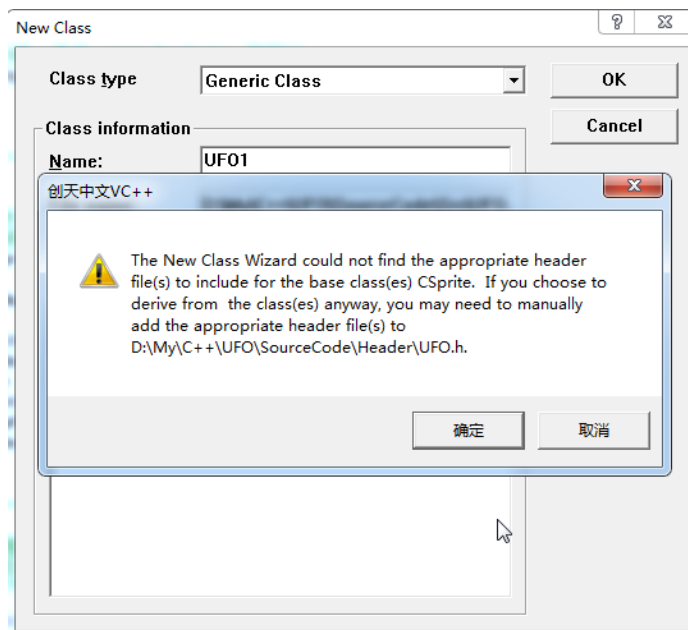 New Class
Class type
Generic Class
OK
Class information
Cancel
Name:
UFO1
创天中文VC++
The New Class Wizard could not find the appropriate header
file(s) to include for the base class(es) CSprite.  If you choose to
derive from  the class(es) anyway, you may need to manually
add the appropriate header file(s) to
D:\My\C++\UFO\SourceCode\Header\UFO.h.
确定
取消